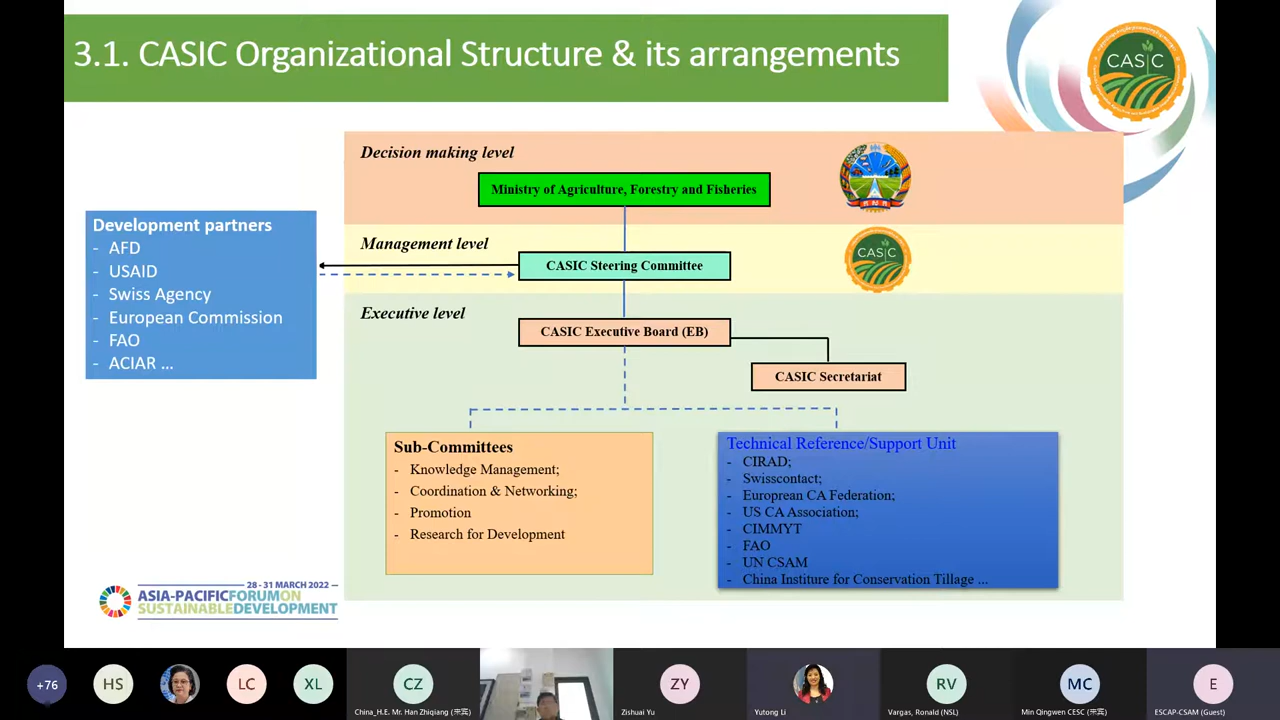 3.1. CASIC Organizational Structure & its arrangements
CASIC
Decision making level
Ministry of Agriculture, Forestry and Fisheries
Management level
CASIC Steering Committee
CASIC
Development partners
- AFD
- USAID
- Swiss Agency
- European Commission
- FAO
- ACIAR ...
Executive level
CASIC Executive Board (EB)
CASIC Secretariat
Sub-Committees
- Knowledge Management;
- Coordination & Networking;
- Promotion
- Research for Development
Technical Reference/Support Unit
- CIRAD;
- Swisscontact;
- Europrean CA Federation;
- US CA Association;
- CIMMYT
- FAO
- UN CSAM
- China Institute for Conservation Tillage ...
28 - 31 MARCH 2022
ASIA-PACIFIC FORUM ON
SUSTAINABLE DEVELOPMENT
+76
HS
LC
XL
CZ
China_H.E. Mr. Han Zhiqiang (来宾)
ZY
Zishuai Yu
Yutong Li
RV
Vargas, Ronald (NSL)
MC
Min Qingwen CESC (来宾)
E
ESCAP-CSAM (Guest)